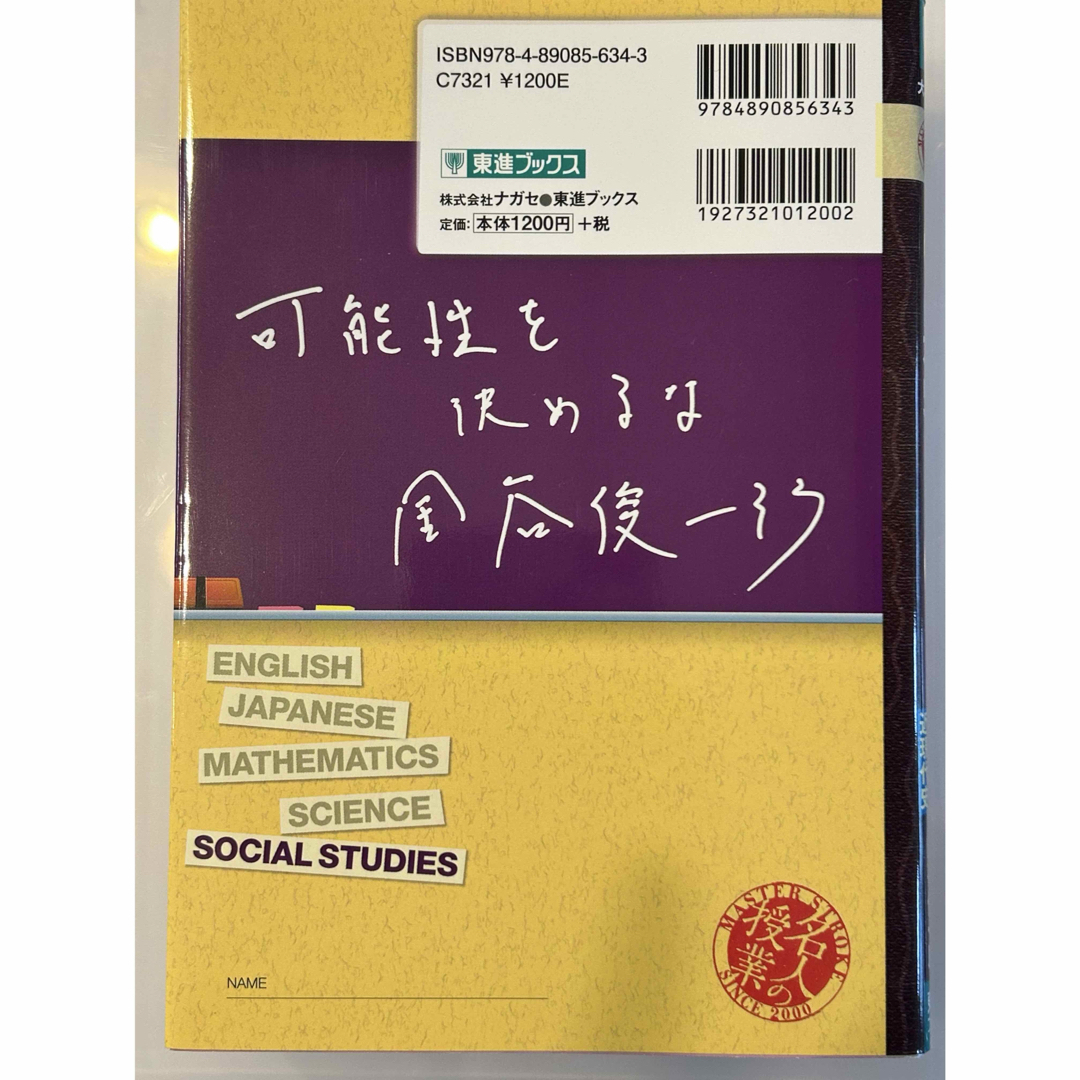 ISBN978-4-89085-634-3
C7321 ¥1200E
9784890856343
東進ブックス
株式会社ナガセ●東進ブックス
定価: 本体1200円 +税
1927321012002
可能性を
決めるな
金谷俊一郎
ENGLISH
JAPANESE
MATHEMATICS
SCIENCE
SOCIAL STUDIES
NAME
MASTER STROKE
名人の
授業
SINCE 2000